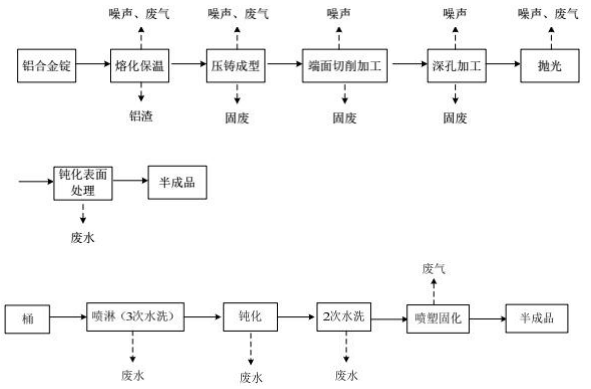 噪声、废气 噪声、废气 噪声 噪声 噪声、废气
铝合金锭 熔化保温 压铸成型 端面切削加工 深孔加工 抛光
铝渣 固废 固废 固废
钝化表面
处理
半成品
废水
废气
桶 喷淋（3次水洗） 钝化 2次水洗 喷塑固化 半成品
废水 废水 废水